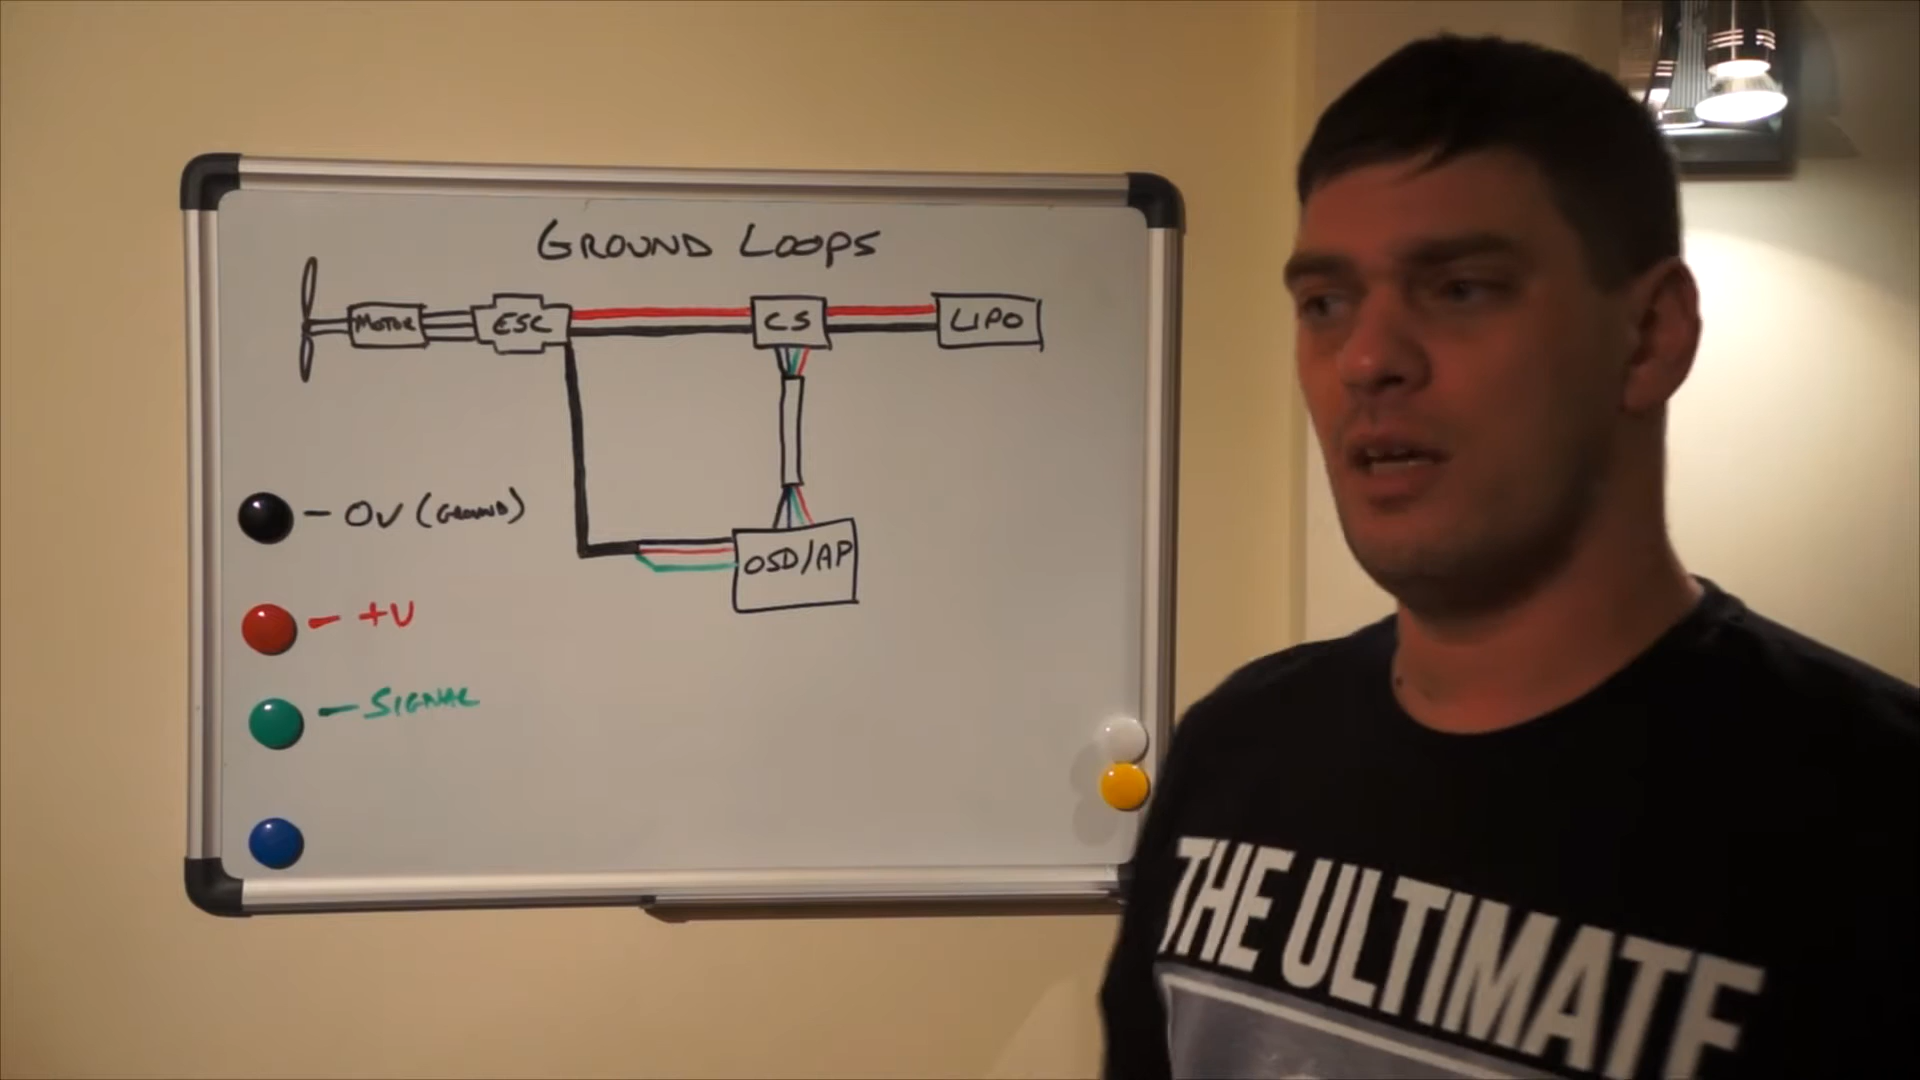 GROUND LOOPS
MOTOR
ESC
CS
LIPO
- 0V (GROUND)
- +V
- SIGNAL
OSD/AP
THE ULTIMATE